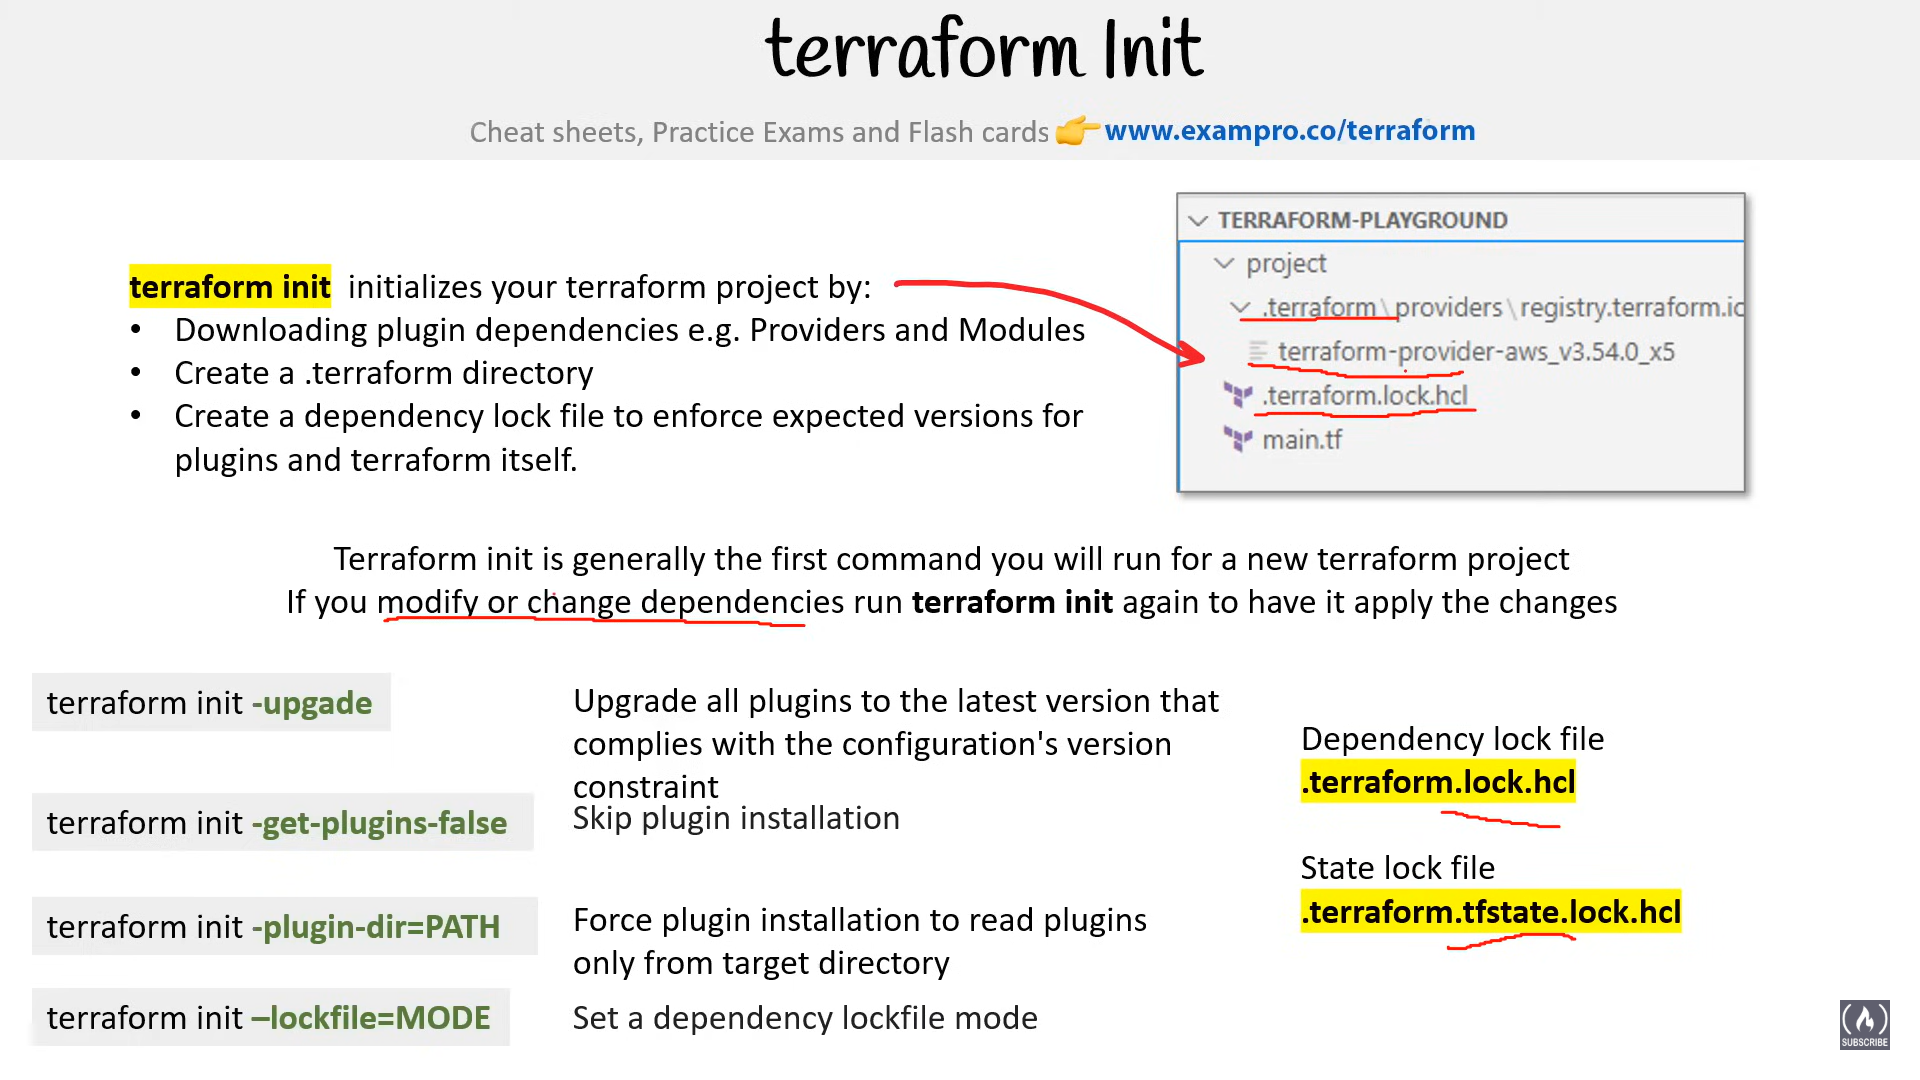 terraform Init
Cheat sheets, Practice Exams and Flash cards 👉 www.exampro.co/terraform
terraform init initializes your terraform project by:
• Downloading plugin dependencies e.g. Providers and Modules
• Create a .terraform directory
• Create a dependency lock file to enforce expected versions for
plugins and terraform itself.
TERRAFORM-PLAYGROUND
project
.terraform\providers\registry.terraform.ic
terraform-provider-aws_v3.54.0_x5
.terraform.lock.hcl
main.tf
Terraform init is generally the first command you will run for a new terraform project
If you modify or change dependencies run terraform init again to have it apply the changes
terraform init -upgade
Upgrade all plugins to the latest version that
complies with the configuration's version
constraint
terraform init -get-plugins-false
Skip plugin installation
terraform init -plugin-dir=PATH
Force plugin installation to read plugins
only from target directory
terraform init –lockfile=MODE
Set a dependency lockfile mode
Dependency lock file
.terraform.lock.hcl
State lock file
.terraform.tfstate.lock.hcl
SUBSCRIBE